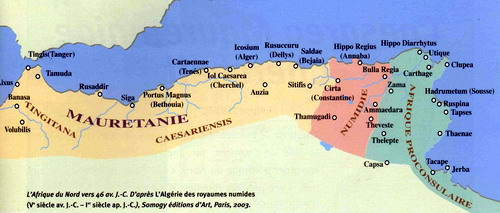 Tingis(Tanger)
Lixus
Tamuda
Banasa
TINGITANA
Volubilis
Rusaddir
MAURETANIE
Siga
Portus Magnus
(Bethouia)
CAESARIENSIS
Cartaennae
(Tenés)
Iol Caesarea
(Cherchel)
Icosium
(Alger)
Rusuccuru
(Dellys)
Auzia
Saldae
(Bejaia)
Sitifis
Hippo Regius
(Annaba)
Bulla Regia
Cirta
(Constantine)
Thamugadi
NUMIDIE
Hippo Diarrhytus
Utique
Clupea
Carthage
Zama
Hadrumetum (Sousse)
Ruspina
Tapses
Ammaedara
Theveste
Thelepte
Thaenae
AFRIQUE PROCONSULAIRE
Capsa
Tacape
Jerba
L'Afrique du Nord vers 46 av. J.-C. D'après L'Algérie des royaumes numides
(Vᵉ siècle av. J.-C. – Iᵉʳ siècle ap. J.-C.), Somogy éditions d'Art, Paris, 2003.